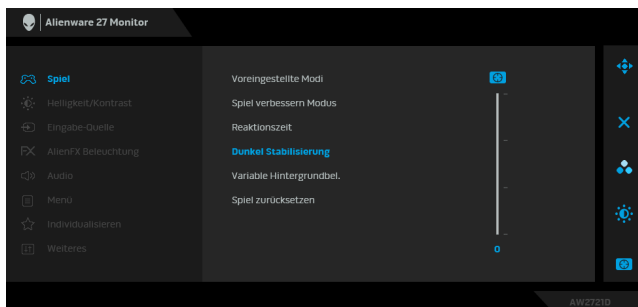 Alienware 27 Monitor
Spiel
Helligkeit/Kontrast
Eingabe-Quelle
FX AlienFX Beleuchtung
Audio
Menü
Individualisieren
Weiteres
Voreingestellte Modi
Spiel verbessern Modus
Reaktionszeit
Dunkel Stabilisierung
Variable Hintergrundbel.
Spiel zurücksetzen
0
AW2721D